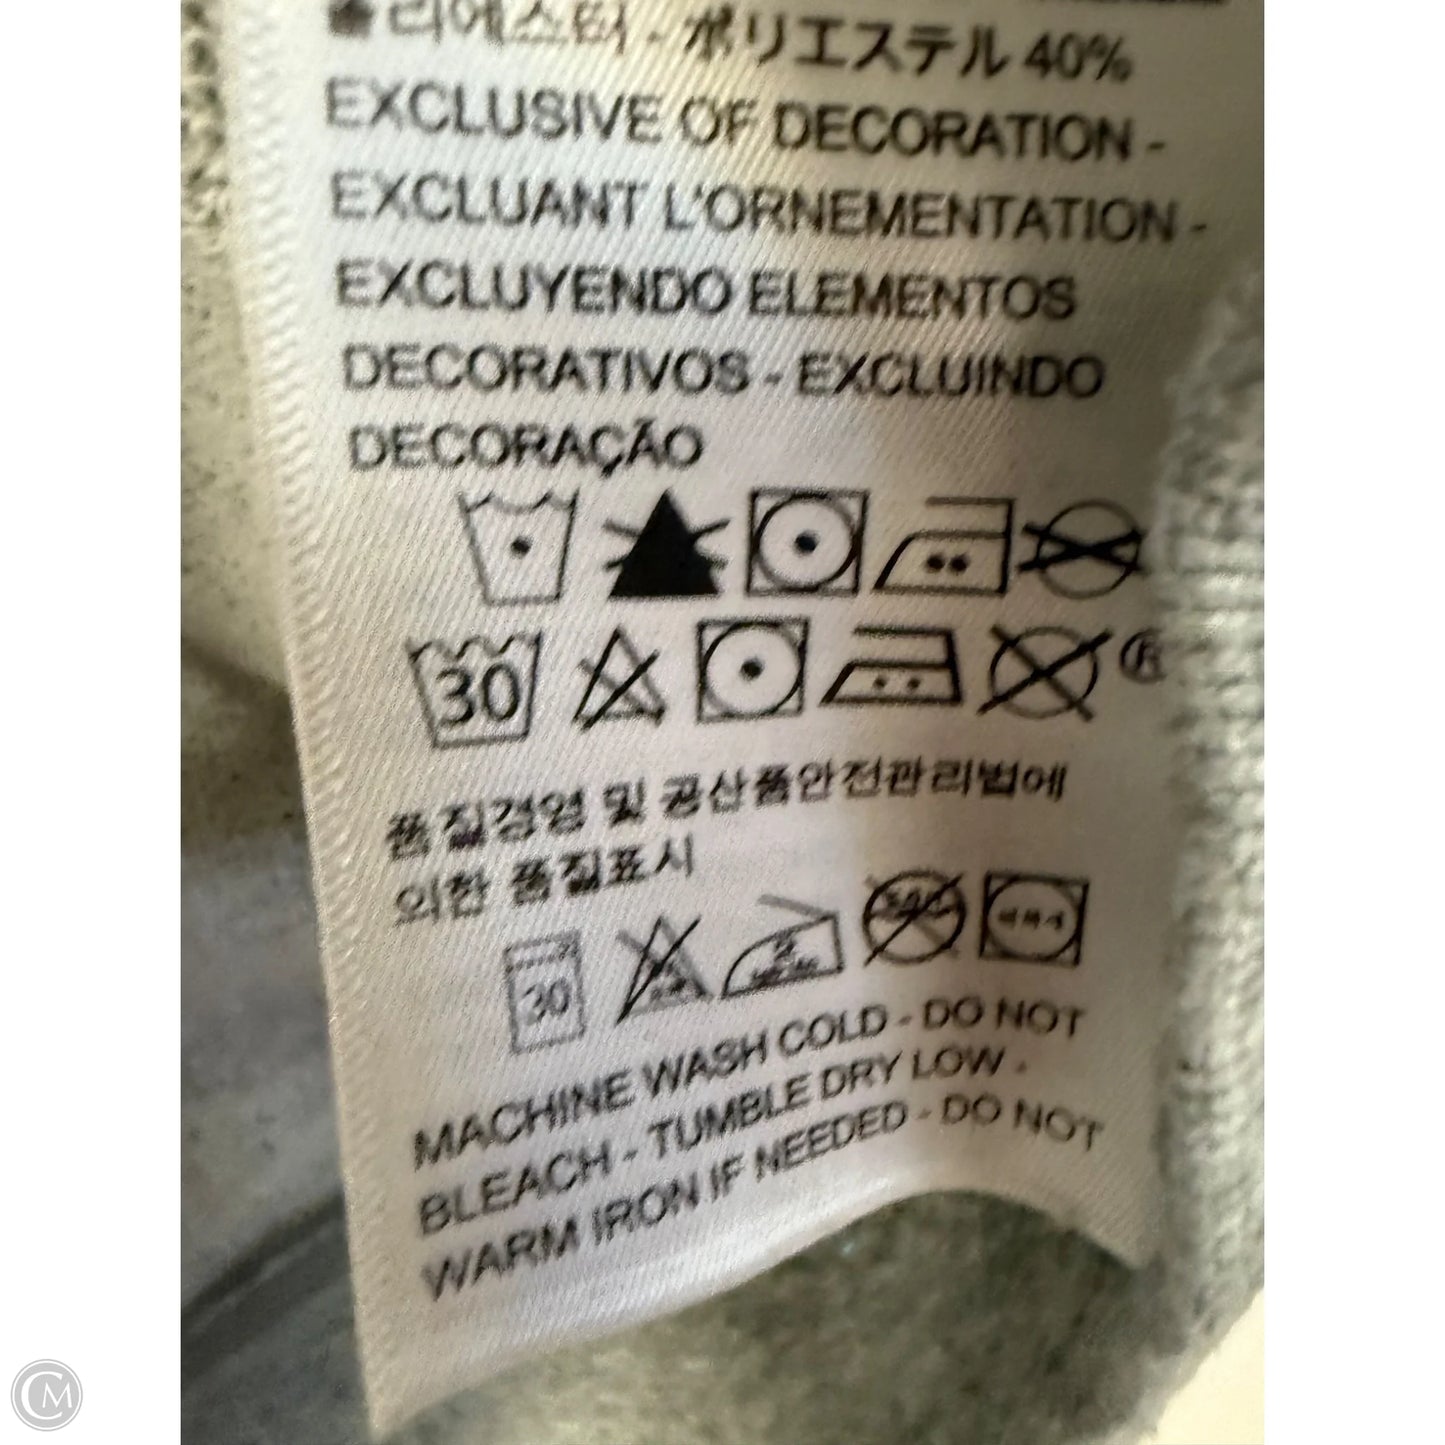 폴리에스터 - ポリエステル 40%
EXCLUSIVE OF DECORATION -
EXCLUANT L'ORNEMENTATION -
EXCLUYENDO ELEMENTOS
DECORATIVOS - EXCLUINDO
DECORAÇÃO
30
®
품질경영 및 공산품안전관리법에
의한 품질표시
30
MACHINE WASH COLD - DO NOT
BLEACH - TUMBLE DRY LOW -
WARM IRON IF NEEDED - DO NOT
CM